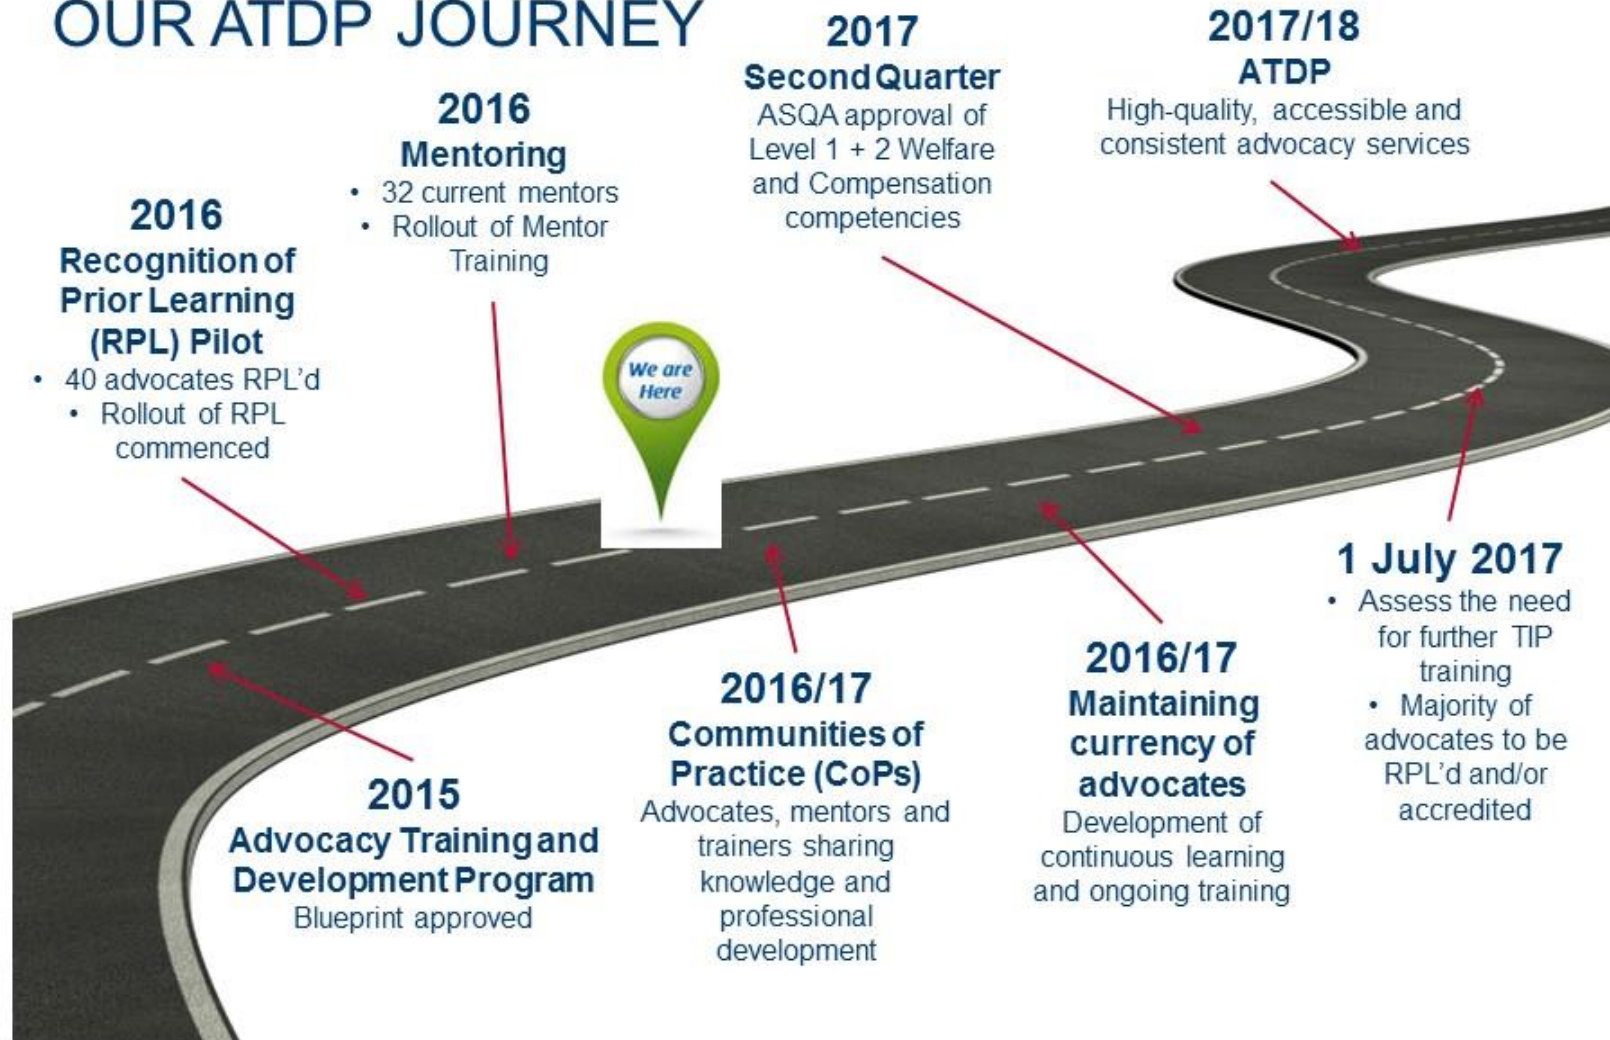 OUR ATDP JOURNEY
2016
Recognition of
Prior Learning
(RPL) Pilot
• 40 advocates RPL'd
• Rollout of RPL
commenced
2016
Mentoring
• 32 current mentors
• Rollout of Mentor
Training
We are
Here
2017
Second Quarter
ASQA approval of
Level 1 + 2 Welfare
and Compensation
competencies
2017/18
ATDP
High-quality, accessible and
consistent advocacy services
2015
Advocacy Training and
Development Program
Blueprint approved
2016/17
Communities of
Practice (CoPs)
Advocates, mentors and
trainers sharing
knowledge and
professional
development
2016/17
Maintaining
currency of
advocates
Development of
continuous learning
and ongoing training
1 July 2017
• Assess the need
for further TIP
training
• Majority of
advocates to be
RPL'd and/or
accredited